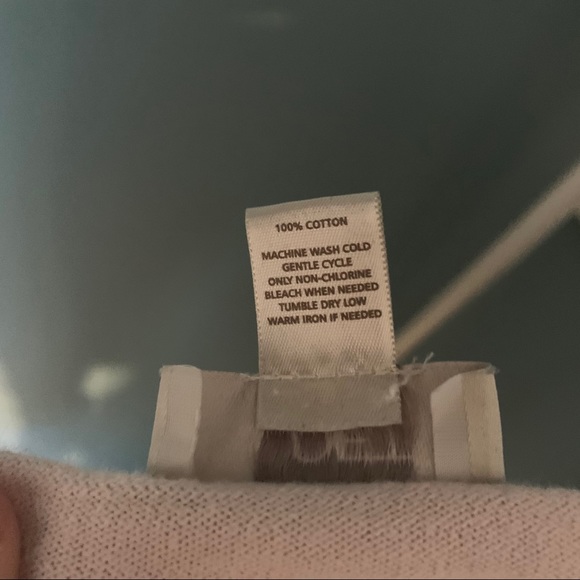 100% COTTON
MACHINE WASH COLD
GENTLE CYCLE
ONLY NON-CHLORINE
BLEACH WHEN NEEDED
TUMBLE DRY LOW
WARM IRON IF NEEDED